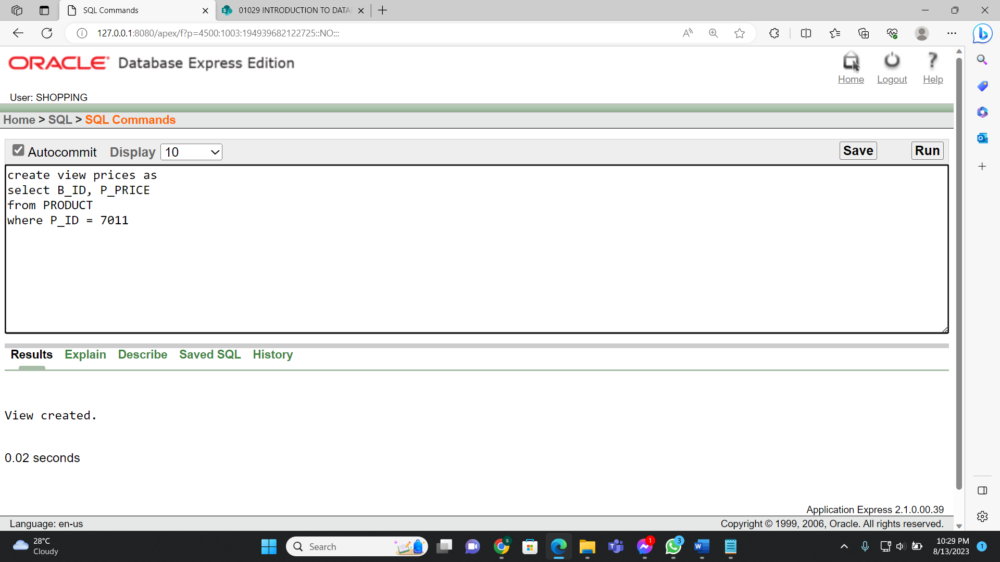 SQL Commands
01029 INTRODUCTION TO DATA
127.0.0.1:8080/apex/f?p=4500:1003:194939682122725::NO:::
ORACLE Database Express Edition
Home Logout Help
User: SHOPPING
Home > SQL > SQL Commands
Autocommit Display 10 Save Run
create view prices as
select B_ID, P_PRICE
from PRODUCT
where P_ID = 7011
Results Explain Describe Saved SQL History
View created.
0.02 seconds
Application Express 2.1.0.00.39
Language: en-us Copyright © 1999, 2006, Oracle. All rights reserved.
28°C
Cloudy
Search
1
3
10:29 PM
8/13/2023
1